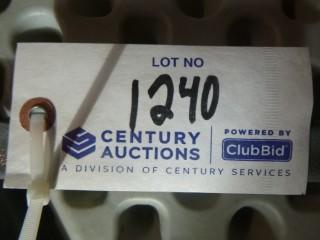 LOT NO
1240
CENTURY
AUCTIONS
POWERED BY
ClubBid
A DIVISION OF CENTURY SERVICES